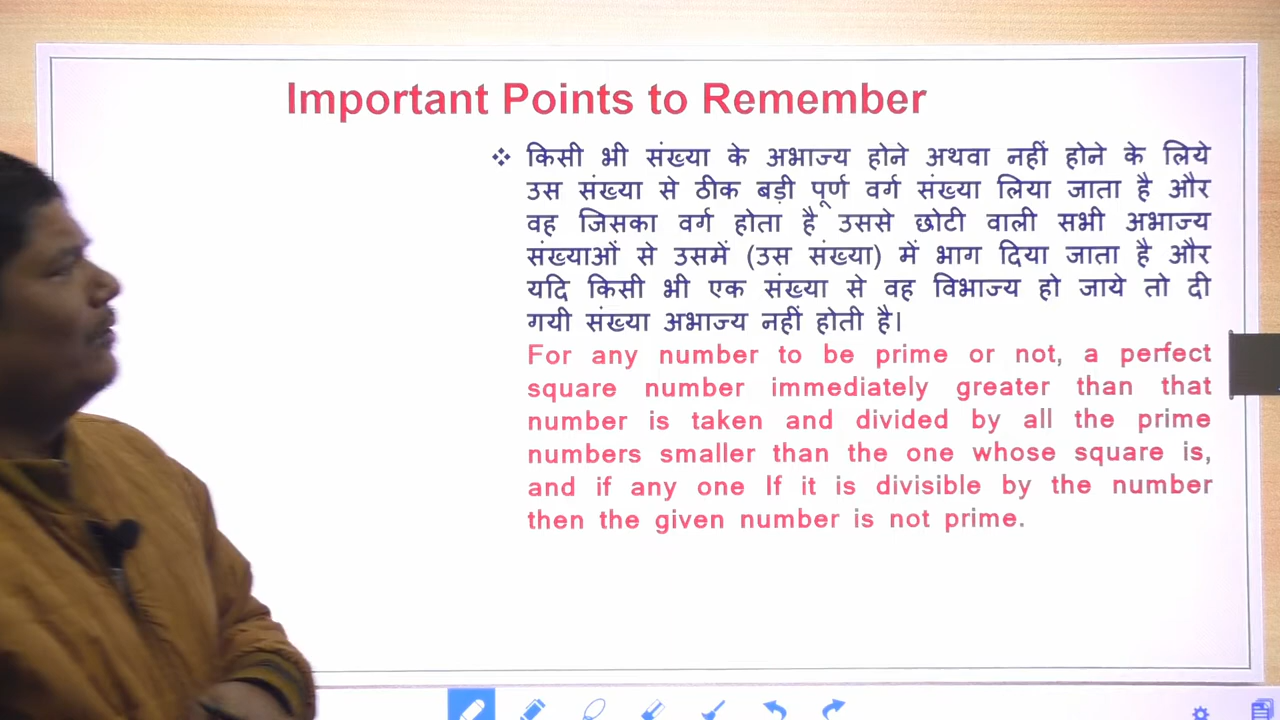 Important Points to Remember
❖ किसी भी संख्या के अभाज्य होने अथवा नहीं होने के लिये
उस संख्या से ठीक बड़ी पूर्ण वर्ग संख्या लिया जाता है और
वह जिसका वर्ग होता है उससे छोटी वाली सभी अभाज्य
संख्याओं से उसमें (उस संख्या) में भाग दिया जाता है और
यदि किसी भी एक संख्या से वह विभाज्य हो जाये तो दी
गयी संख्या अभाज्य नहीं होती है।
For any number to be prime or not, a perfect
square number immediately greater than that
number is taken and divided by all the prime
numbers smaller than the one whose square is,
and if any one If it is divisible by the number
then the given number is not prime.